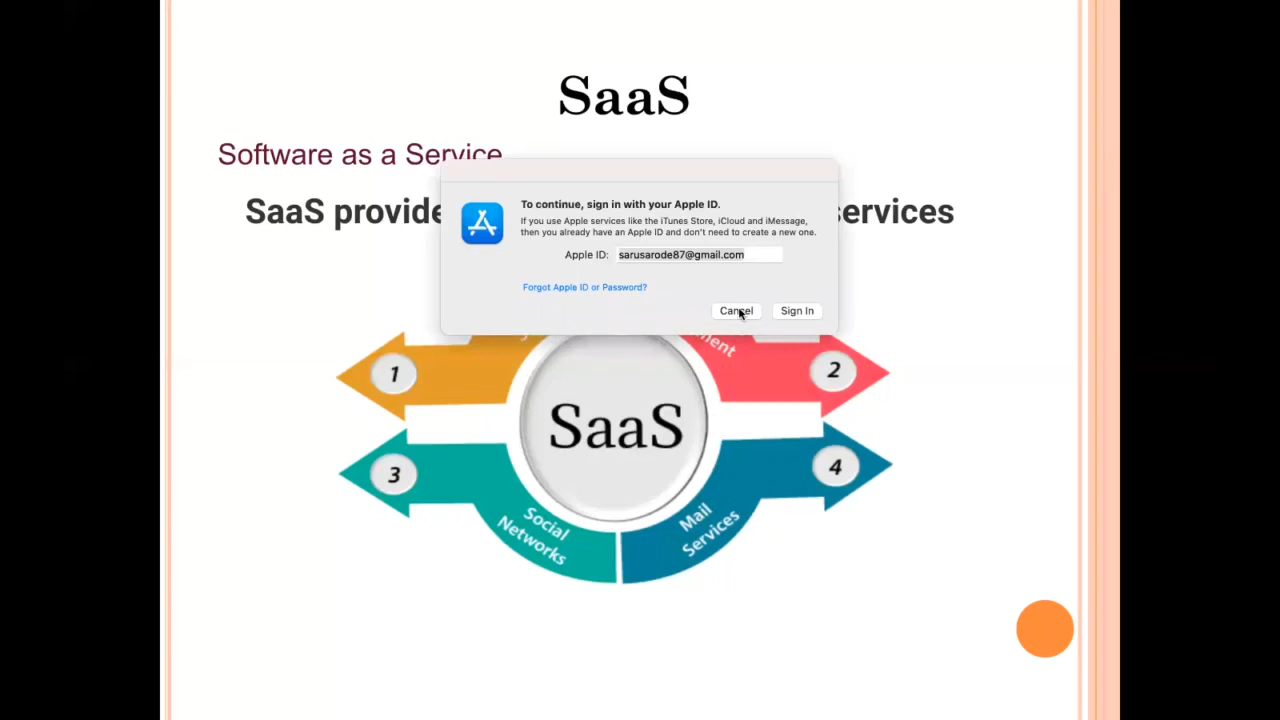 SaaS
Software as a Service
SaaS provide services
To continue, sign in with your Apple ID.
If you use Apple services like the iTunes Store, iCloud and iMessage,
then you already have an Apple ID and don't need to create a new one.
Apple ID: sarusarode87@gmail.com
Forgot Apple ID or Password?
Cancel Sign In
1
2
SaaS
3
4
Social
Networks
Mail
Services